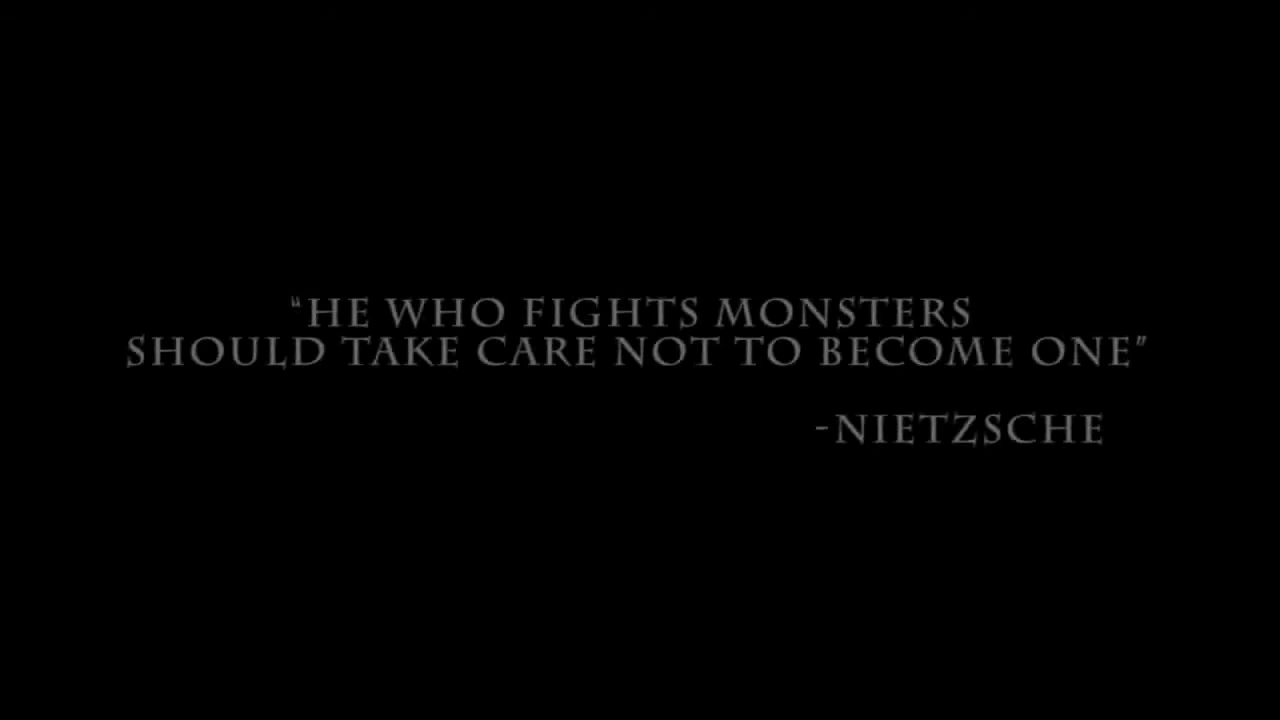 “HE WHO FIGHTS MONSTERS
SHOULD TAKE CARE NOT TO BECOME ONE”
-NIETZSCHE